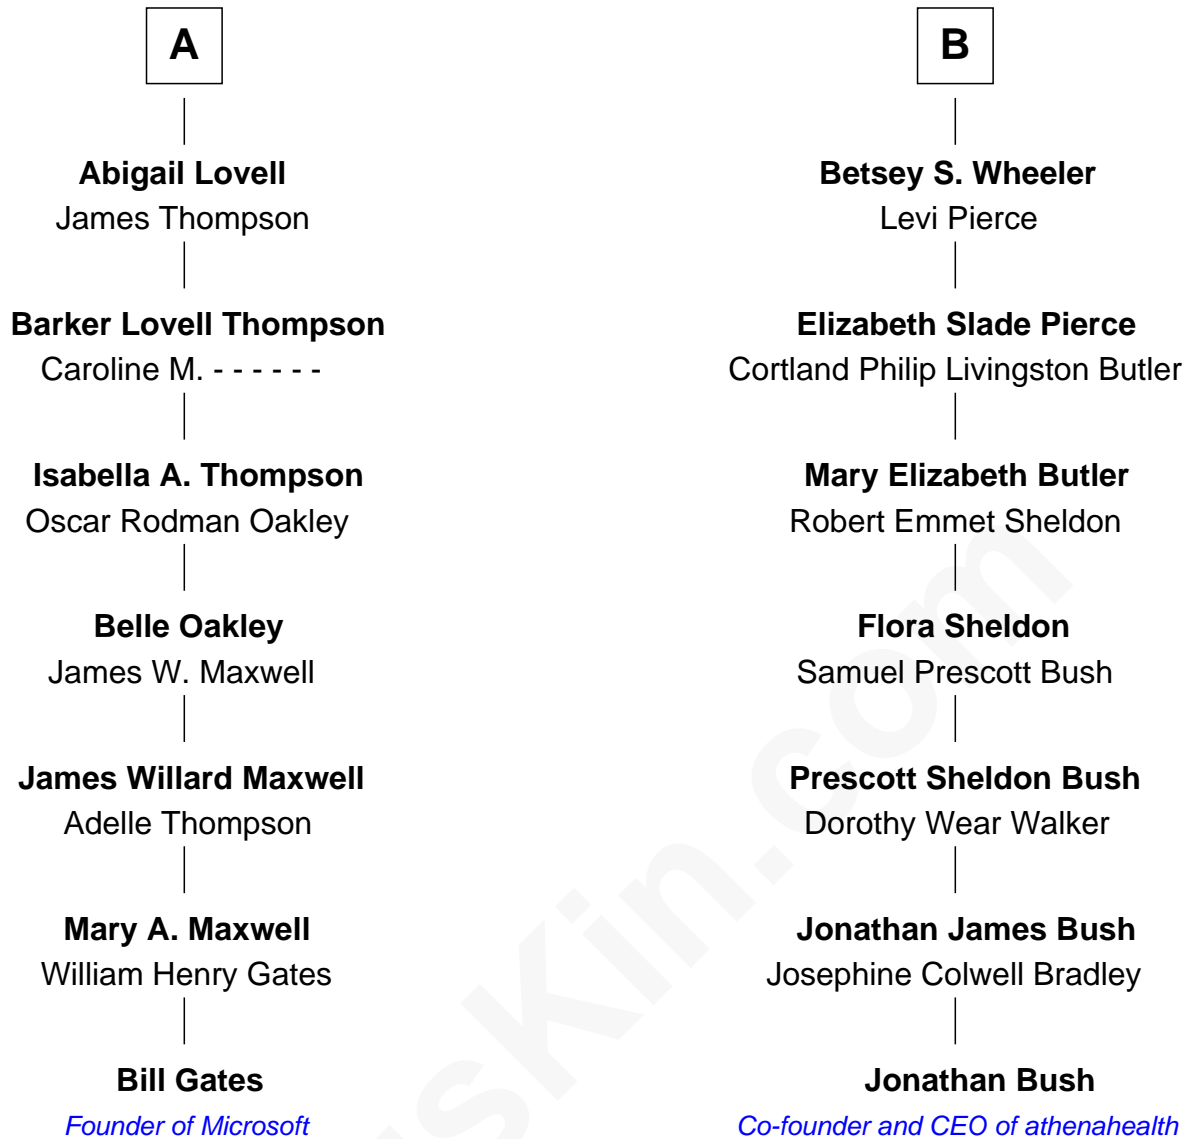 A
Abigail Lovell
James Thompson
Barker Lovell Thompson
Caroline M. - - - - - -
Isabella A. Thompson
Oscar Rodman Oakley
Belle Oakley
James W. Maxwell
James Willard Maxwell
Adelle Thompson
Mary A. Maxwell
William Henry Gates
Bill Gates
Founder of Microsoft
B
Betsey S. Wheeler
Levi Pierce
Elizabeth Slade Pierce
Cortland Philip Livingston Butler
Mary Elizabeth Butler
Robert Emmet Sheldon
Flora Sheldon
Samuel Prescott Bush
Prescott Sheldon Bush
Dorothy Wear Walker
Jonathan James Bush
Josephine Colwell Bradley
Jonathan Bush
Co-founder and CEO of athenahealth
sKin.com